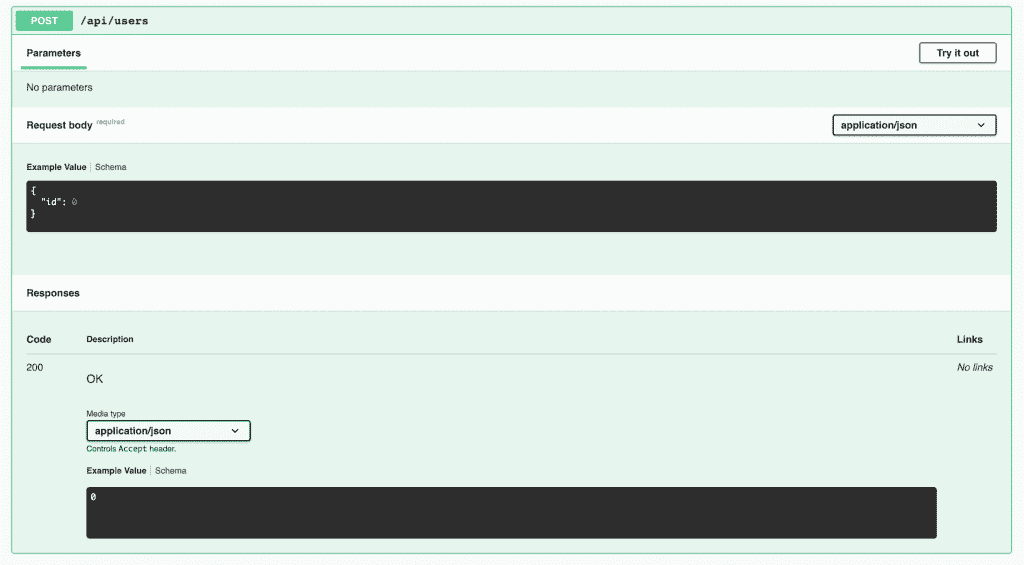 POST /api/users
Parameters
Try it out
No parameters
Request body required
application/json
Example Value Schema
{
"id": 0
}
Responses
Code Description Links
200
OK
No links
Media type
application/json
Controls Accept header.
Example Value Schema
0